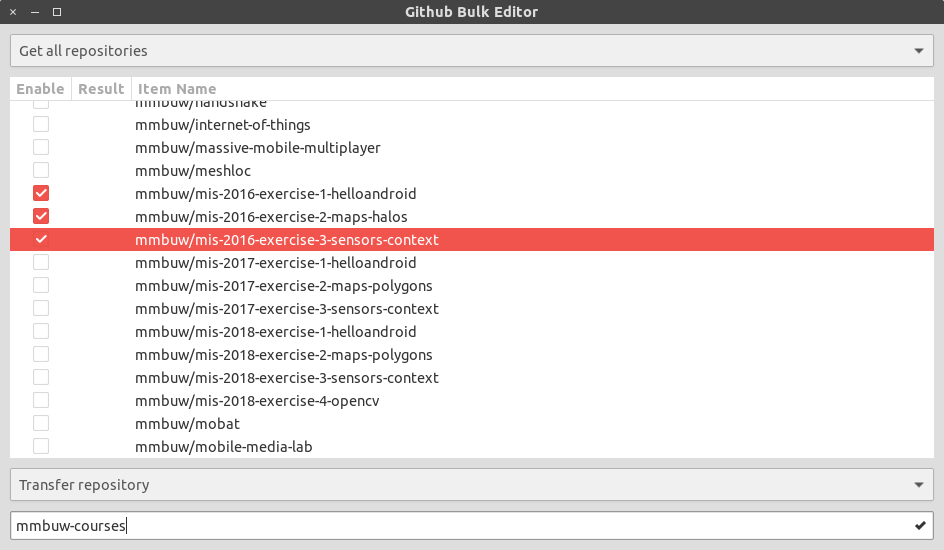 Github Bulk Editor
Get all repositories
Enable Result Item Name
mmbuw/handshake
mmbuw/internet-of-things
mmbuw/massive-mobile-multiplayer
mmbuw/meshloc
mmbuw/mis-2016-exercise-1-helloandroid
mmbuw/mis-2016-exercise-2-maps-halos
mmbuw/mis-2016-exercise-3-sensors-context
mmbuw/mis-2017-exercise-1-helloandroid
mmbuw/mis-2017-exercise-2-maps-polygons
mmbuw/mis-2017-exercise-3-sensors-context
mmbuw/mis-2018-exercise-1-helloandroid
mmbuw/mis-2018-exercise-2-maps-polygons
mmbuw/mis-2018-exercise-3-sensors-context
mmbuw/mis-2018-exercise-4-opencv
mmbuw/mobat
mmbuw/mobile-media-lab
Transfer repository
mmbuw-courses